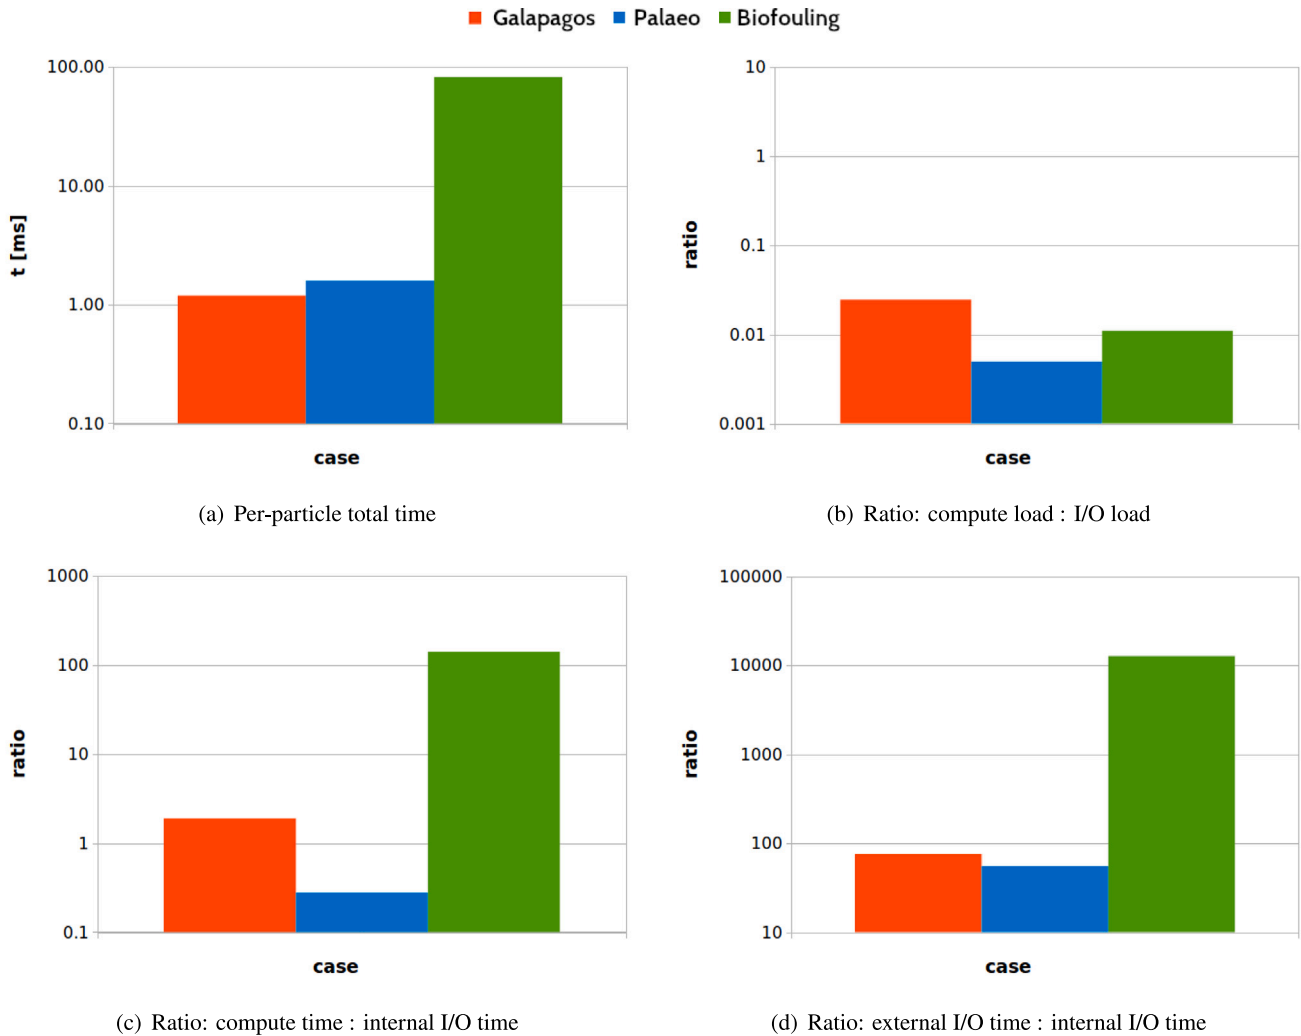 Galapagos Palaeo Biofouling
100.00
10.00
1.00
0.10
t [ms]
case
(a) Per-particle total time
10
1
0.1
0.01
0.001
ratio
case
(b) Ratio: compute load : I/O load
1000
100
10
1
0.1
ratio
case
(c) Ratio: compute time : internal I/O time
100000
10000
1000
100
10
ratio
case
(d) Ratio: external I/O time : internal I/O time